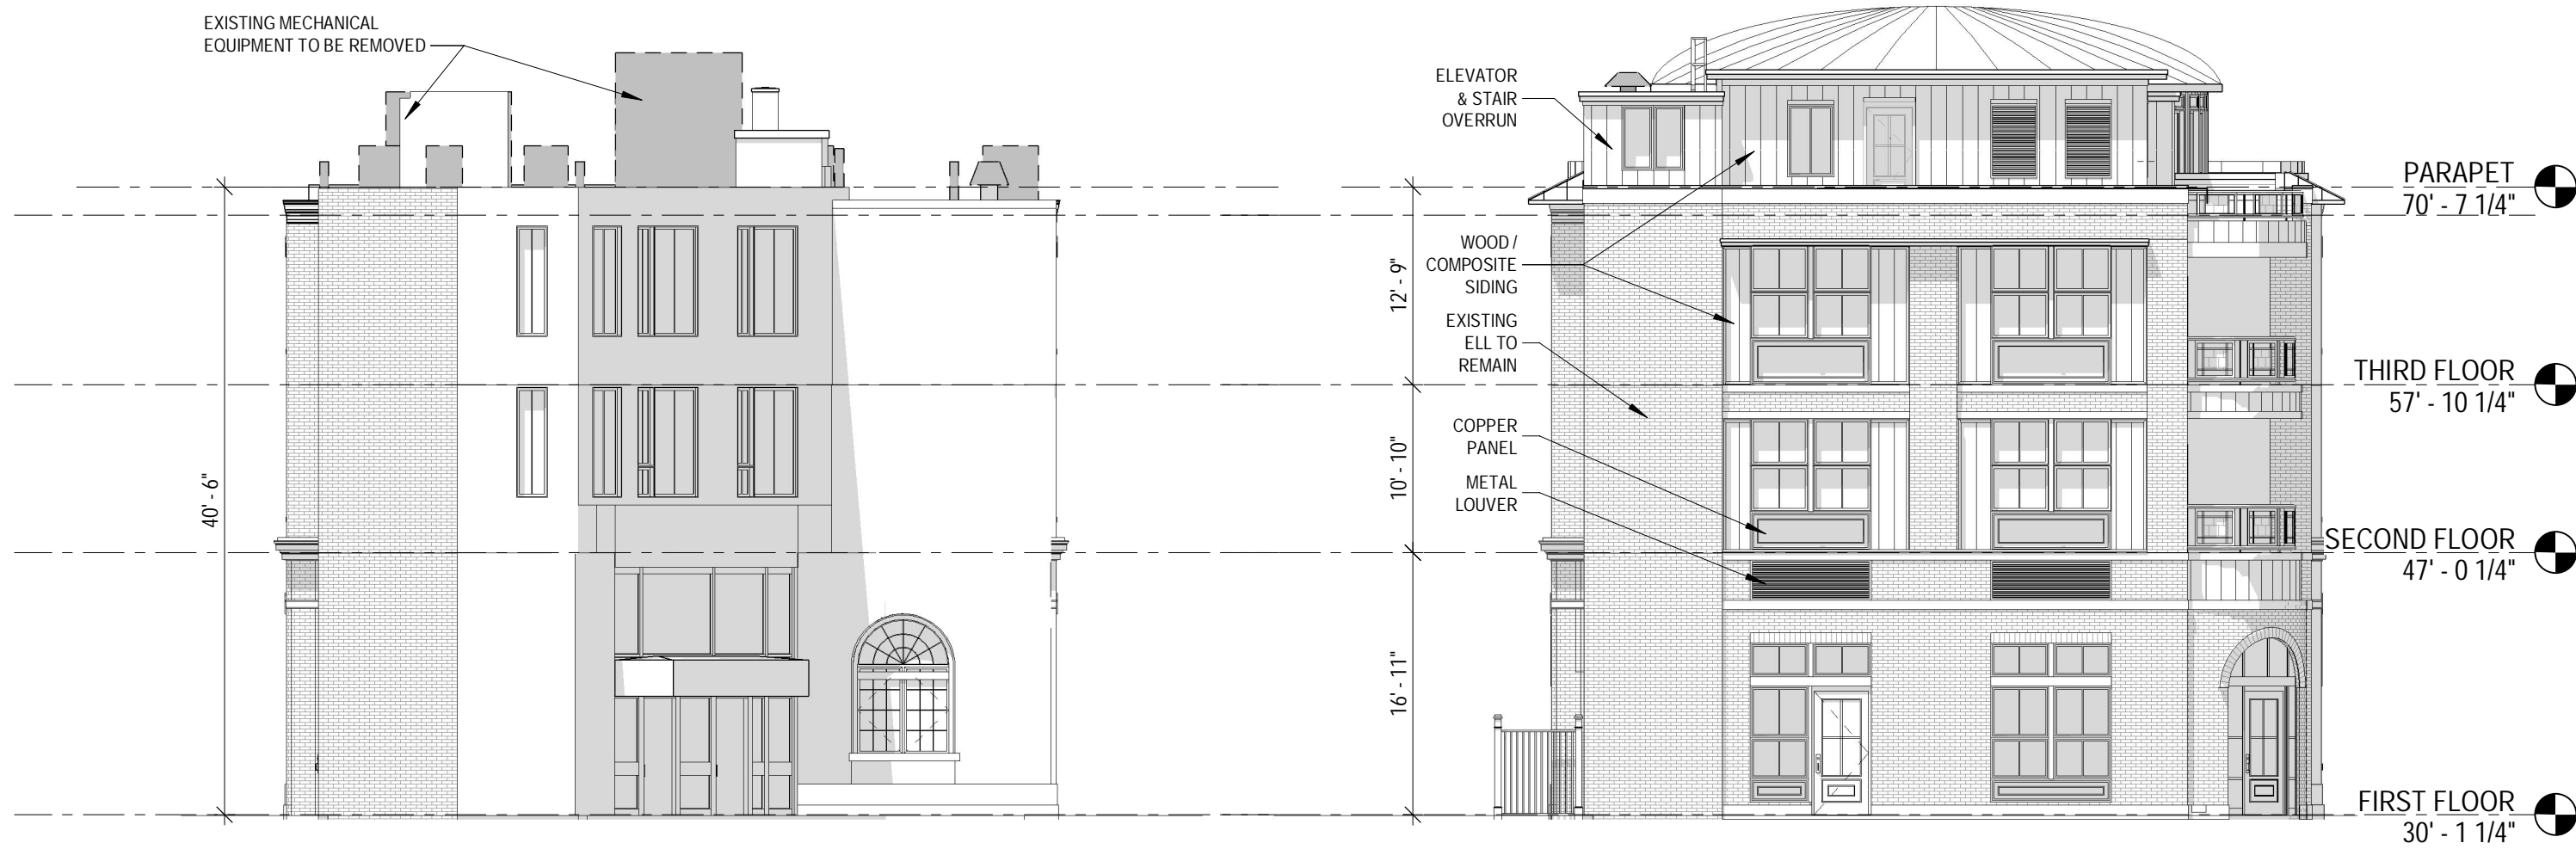 EXISTING MECHANICAL
EQUIPMENT TO BE REMOVED
40' - 6"
ELEVATOR
& STAIR
OVERRUN
WOOD /
COMPOSITE
SIDING
EXISTING
ELL TO
REMAIN
COPPER
PANEL
METAL
LOUVER
12' - 9"
10' - 10"
16' - 11"
PARAPET
70' - 7 1/4"
THIRD FLOOR
57' - 10 1/4"
SECOND FLOOR
47' - 0 1/4"
FIRST FLOOR
30' - 1 1/4"